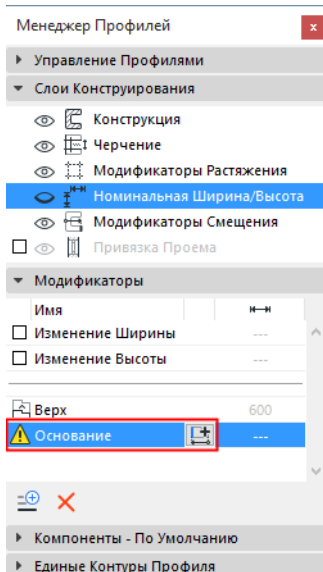 Менеджер Профилей
x
Управление Профилями
Слои Конструирования
Конструкция
Черчение
Модификаторы Растяжения
Номинальная Ширина/Высота
Модификаторы Смещения
Привязка Проема
Модификаторы
Имя
Изменение Ширины ---
Изменение Высоты ---
Верх 600
Основание ---
Компоненты - По Умолчанию
Единые Контуры Профиля